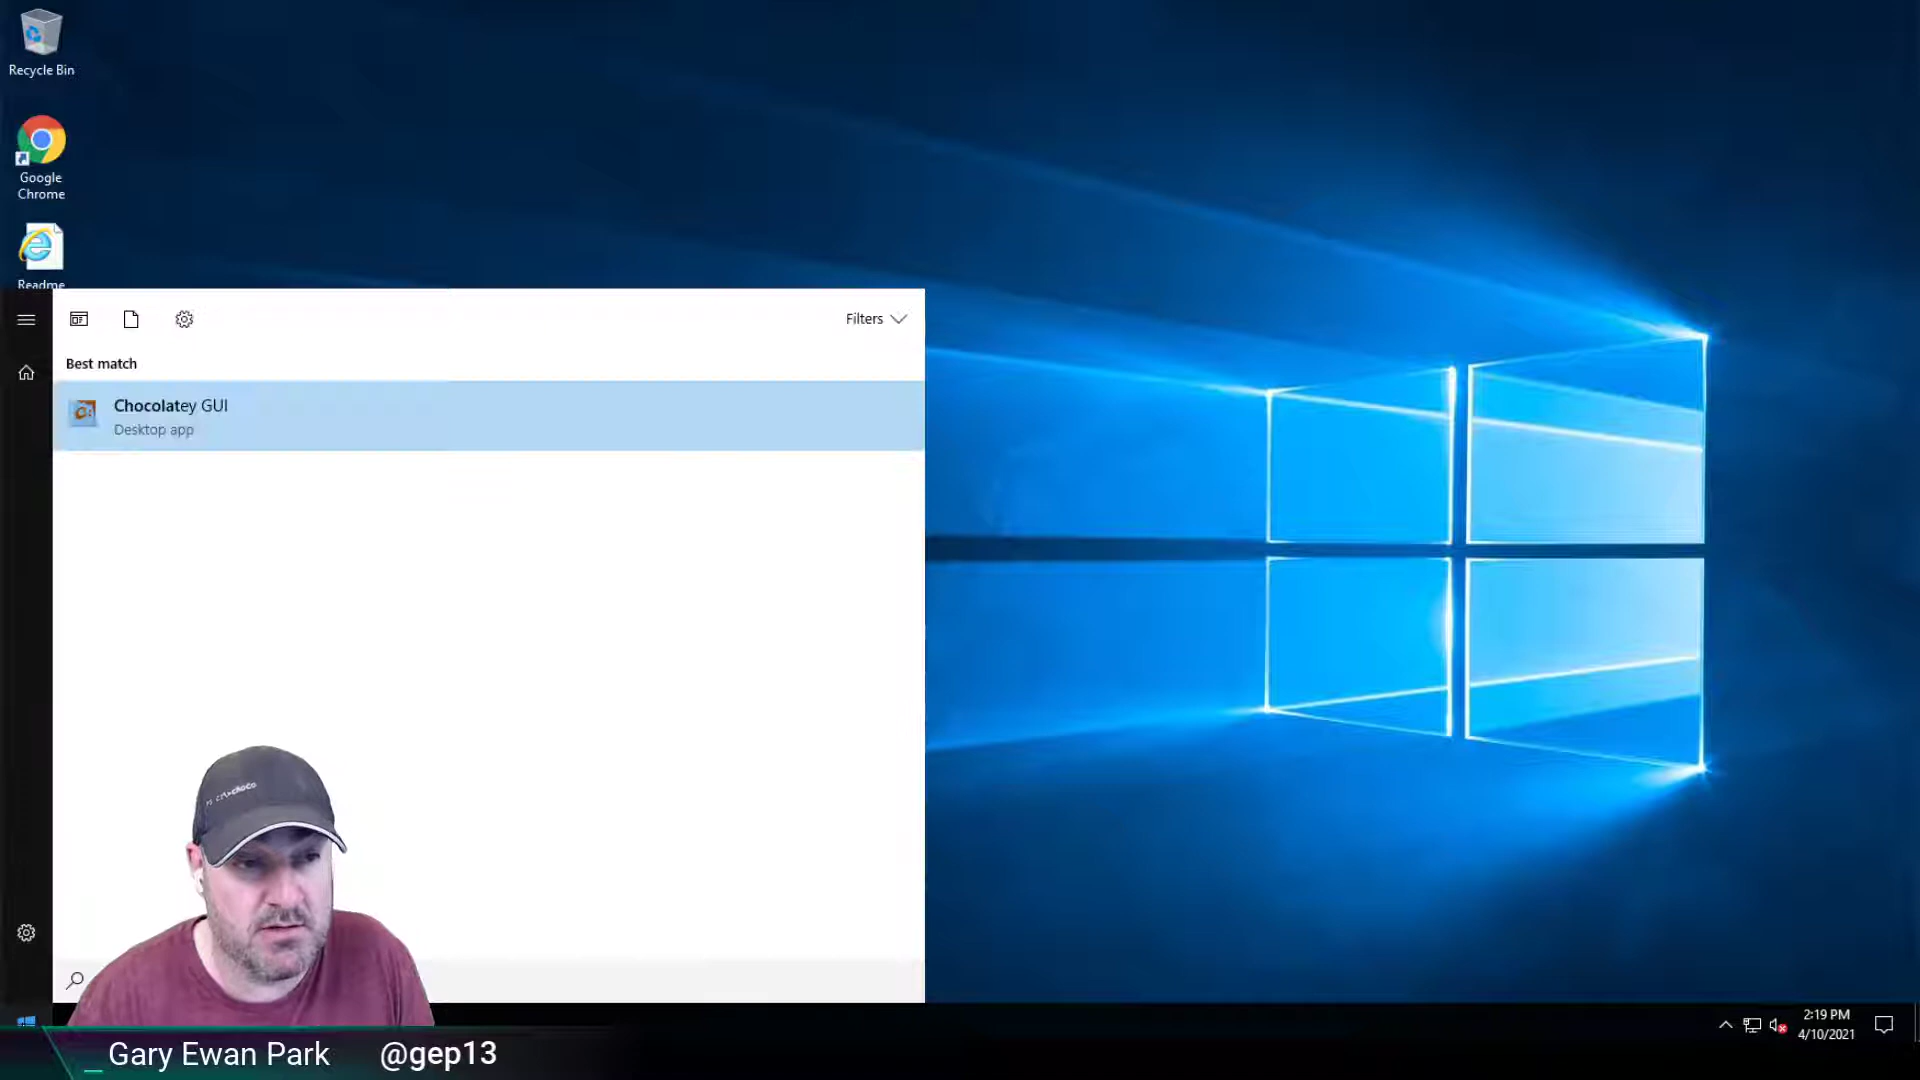 Recycle Bin
Google
Chrome
Readme
Filters
Best match
Chocolatey GUI
Desktop app
choco
2:19 PM
4/10/2021
_ Gary Ewan Park @gep13